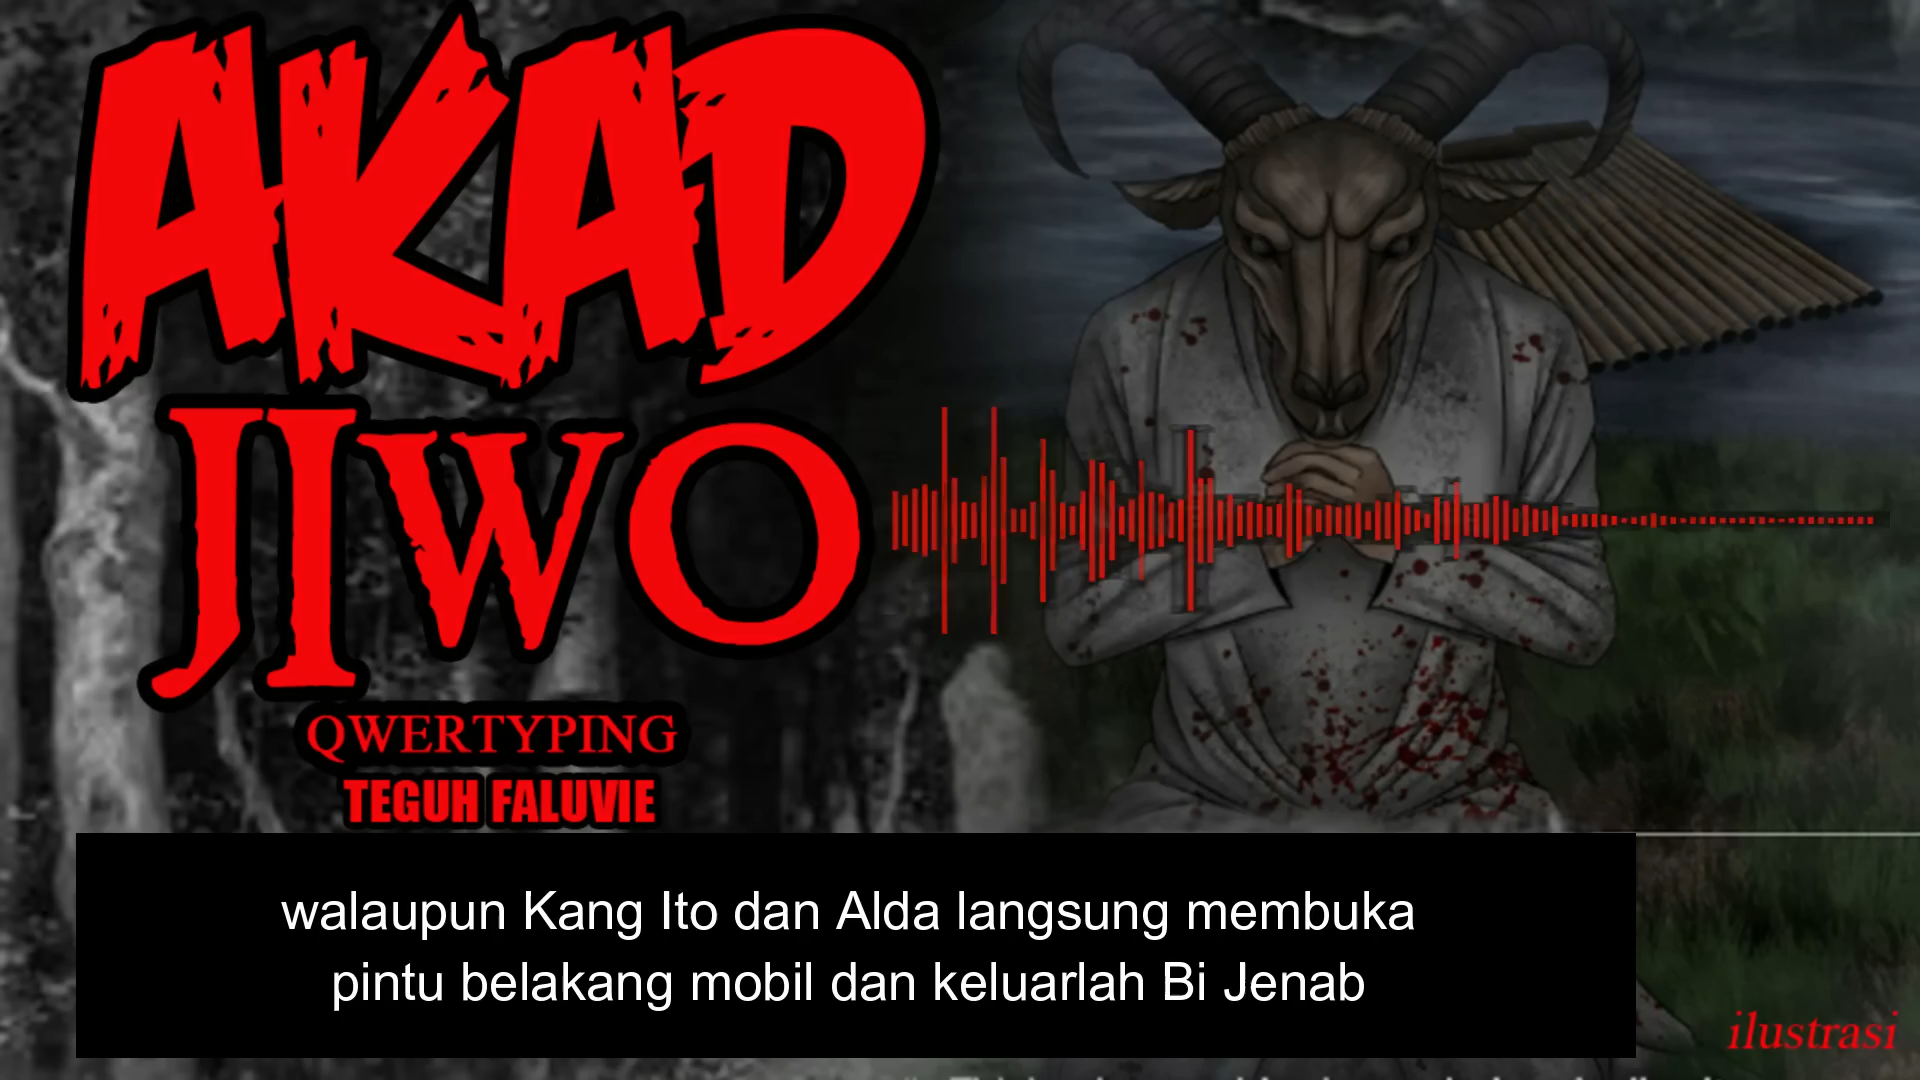 AKAD
JIWO
QWERTYPING
TEGUH FALUVIE
walaupun Kang Ito dan Alda langsung membuka
pintu belakang mobil dan keluarlah Bi Jenab
ilustrasi